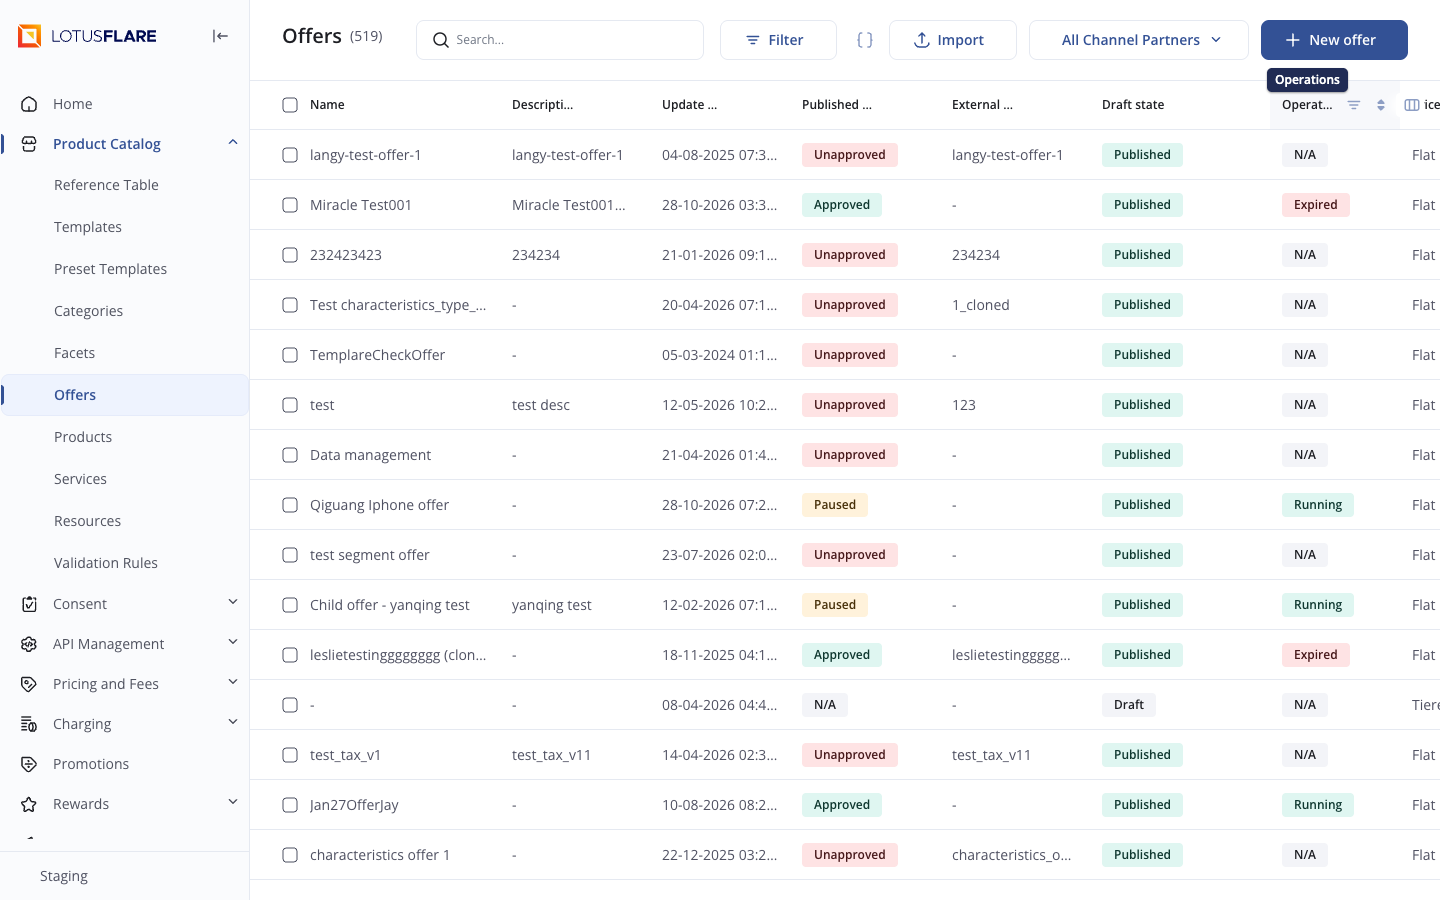 LOTUSFLARE
Home
Product Catalog
Reference Table
Templates
Preset Templates
Categories
Facets
Offers
Products
Services
Resources
Validation Rules
Consent
API Management
Pricing and Fees
Charging
Promotions
Rewards
Staging
Offers (519)
Search...
Filter
{}
Import
All Channel Partners
New offer
Operations
Name Descripti... Update ... Published ... External ... Draft state Operat... ice
langy-test-offer-1 langy-test-offer-1 04-08-2025 07:3... Unapproved langy-test-offer-1 Published N/A Flat
Miracle Test001 Miracle Test001... 28-10-2026 03:3... Approved - Published Expired Flat
232423423 234234 21-01-2026 09:1... Unapproved 234234 Published N/A Flat
Test characteristics_type_... - 20-04-2026 07:1... Unapproved 1_cloned Published N/A Flat
TemplareCheckOffer - 05-03-2024 01:1... Unapproved - Published N/A Flat
test test desc 12-05-2026 10:2... Unapproved 123 Published N/A Flat
Data management - 21-04-2026 01:4... Unapproved - Published N/A Flat
Qiguang Iphone offer - 28-10-2026 07:2... Paused - Published Running Flat
test segment offer - 23-07-2026 02:0... Unapproved - Published N/A Flat
Child offer - yanqing test yanqing test 12-02-2026 07:1... Paused - Published Running Flat
leslietestinggggggggg (clon... - 18-11-2025 04:1... Approved leslietestinggggg... Published Expired Flat
- - 08-04-2026 04:4... N/A - Draft N/A Tiere
test_tax_v1 test_tax_v11 14-04-2026 02:3... Unapproved test_tax_v11 Published N/A Flat
Jan27OfferJay - 10-08-2026 08:2... Approved - Published Running Flat
characteristics offer 1 - 22-12-2025 03:2... Unapproved characteristics_o... Published N/A Flat